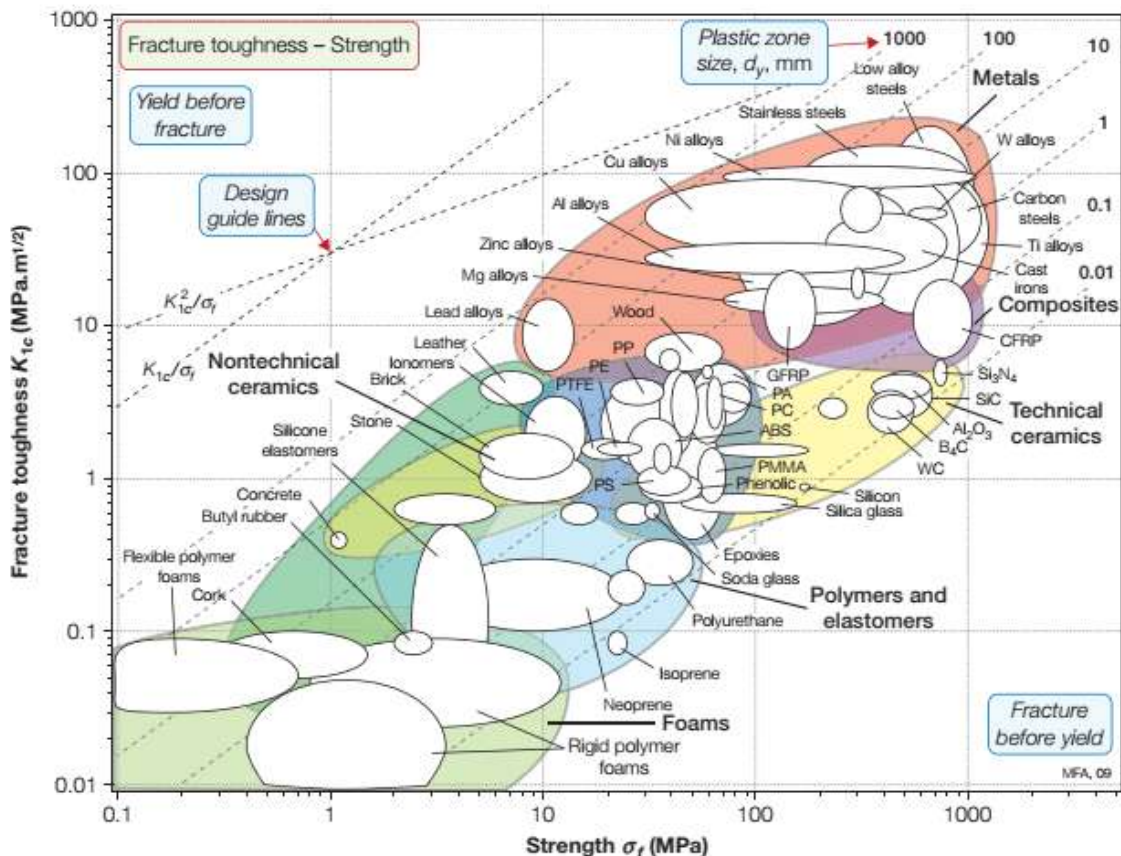 1000
Fracture toughness – Strength
Plastic zone
size, dy, mm
1000
100
10
Low alloy
steels
Metals
Yield before
fracture
Stainless steels
1
Ni alloys
W alloys
Cu alloys
100
Design
guide lines
Al alloys
Carbon
steels
0.1
Zinc alloys
Ti alloys
Mg alloys
Cast
irons
0.01
K1c²/σf
Composites
Wood
Lead alloys
10
CFRP
K1c/σf
Leather
PP
Nontechnical
ceramics
Ionomers
PE
GFRP
Si3N4
Brick
PTFE
PA
SiC
Stone
PC
Technical
ceramics
Al2O3
Silicone
elastomers
ABS
B4C
WC
1
PMMA
PS
Phenolic
Silicon
Concrete
Silica glass
Butyl rubber
Epoxies
Flexible polymer
foams
Soda glass
Cork
Polymers and
elastomers
Polyurethane
0.1
Isoprene
Neoprene
Foams
Rigid polymer
foams
Fracture
before yield
MFA, 09
0.01
0.1
1
10
100
1000
Fracture toughness K1c (MPa.m1/2)
Strength σf (MPa)